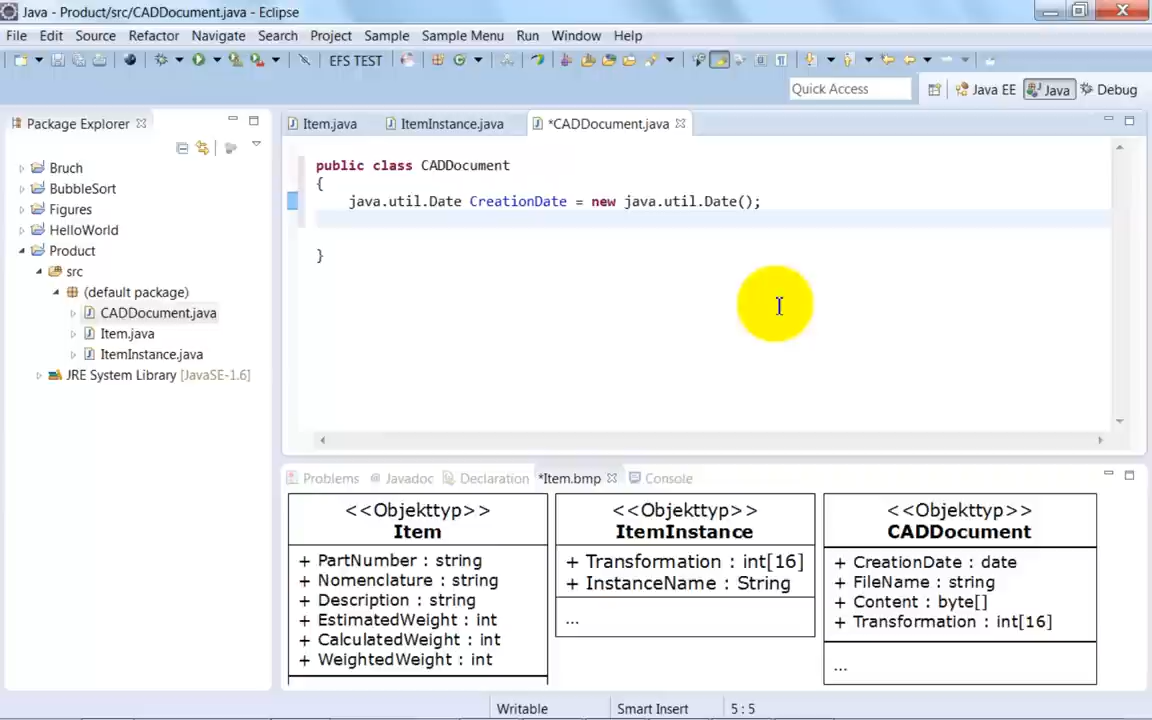 Java - Product/src/CADDocument.java - Eclipse
File Edit Source Refactor Navigate Search Project Sample Sample Menu Run Window Help
EFS TEST
Quick Access
Java EE
Java
Debug
Package Explorer
Item.java
ItemInstance.java
*CADDocument.java
Bruch
BubbleSort
Figures
HelloWorld
Product
src
(default package)
CADDocument.java
Item.java
ItemInstance.java
JRE System Library [JavaSE-1.6]
public class CADDocument
{
java.util.Date CreationDate = new java.util.Date();
}
Problems @ Javadoc Declaration *Item.bmp Console
<<Objekttyp>>
Item
+ PartNumber : string
+ Nomenclature : string
+ Description : string
+ EstimatedWeight : int
+ CalculatedWeight : int
+ WeightedWeight : int
<<Objekttyp>>
ItemInstance
+ Transformation : int[16]
+ InstanceName : String
...
<<Objekttyp>>
CADDocument
+ CreationDate : date
+ FileName : string
+ Content : byte[]
+ Transformation : int[16]
...
Writable
Smart Insert
5 : 5